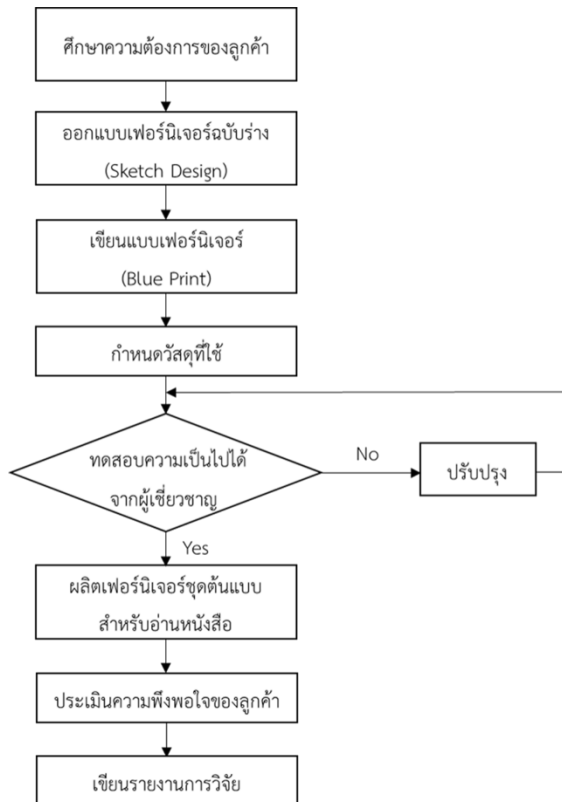 ศึกษาความต้องการของลูกค้า
ออกแบบเฟอร์นิเจอร์ฉบับร่าง
(Sketch Design)
เขียนแบบเฟอร์นิเจอร์
(Blue Print)
กำหนดวัสดุที่ใช้
ทดสอบความเป็นไปได้
จากผู้เชี่ยวชาญ
No
ปรับปรุง
Yes
ผลิตเฟอร์นิเจอร์ชุดต้นแบบ
สำหรับอ่านหนังสือ
ประเมินความพึงพอใจของลูกค้า
เขียนรายงานการวิจัย